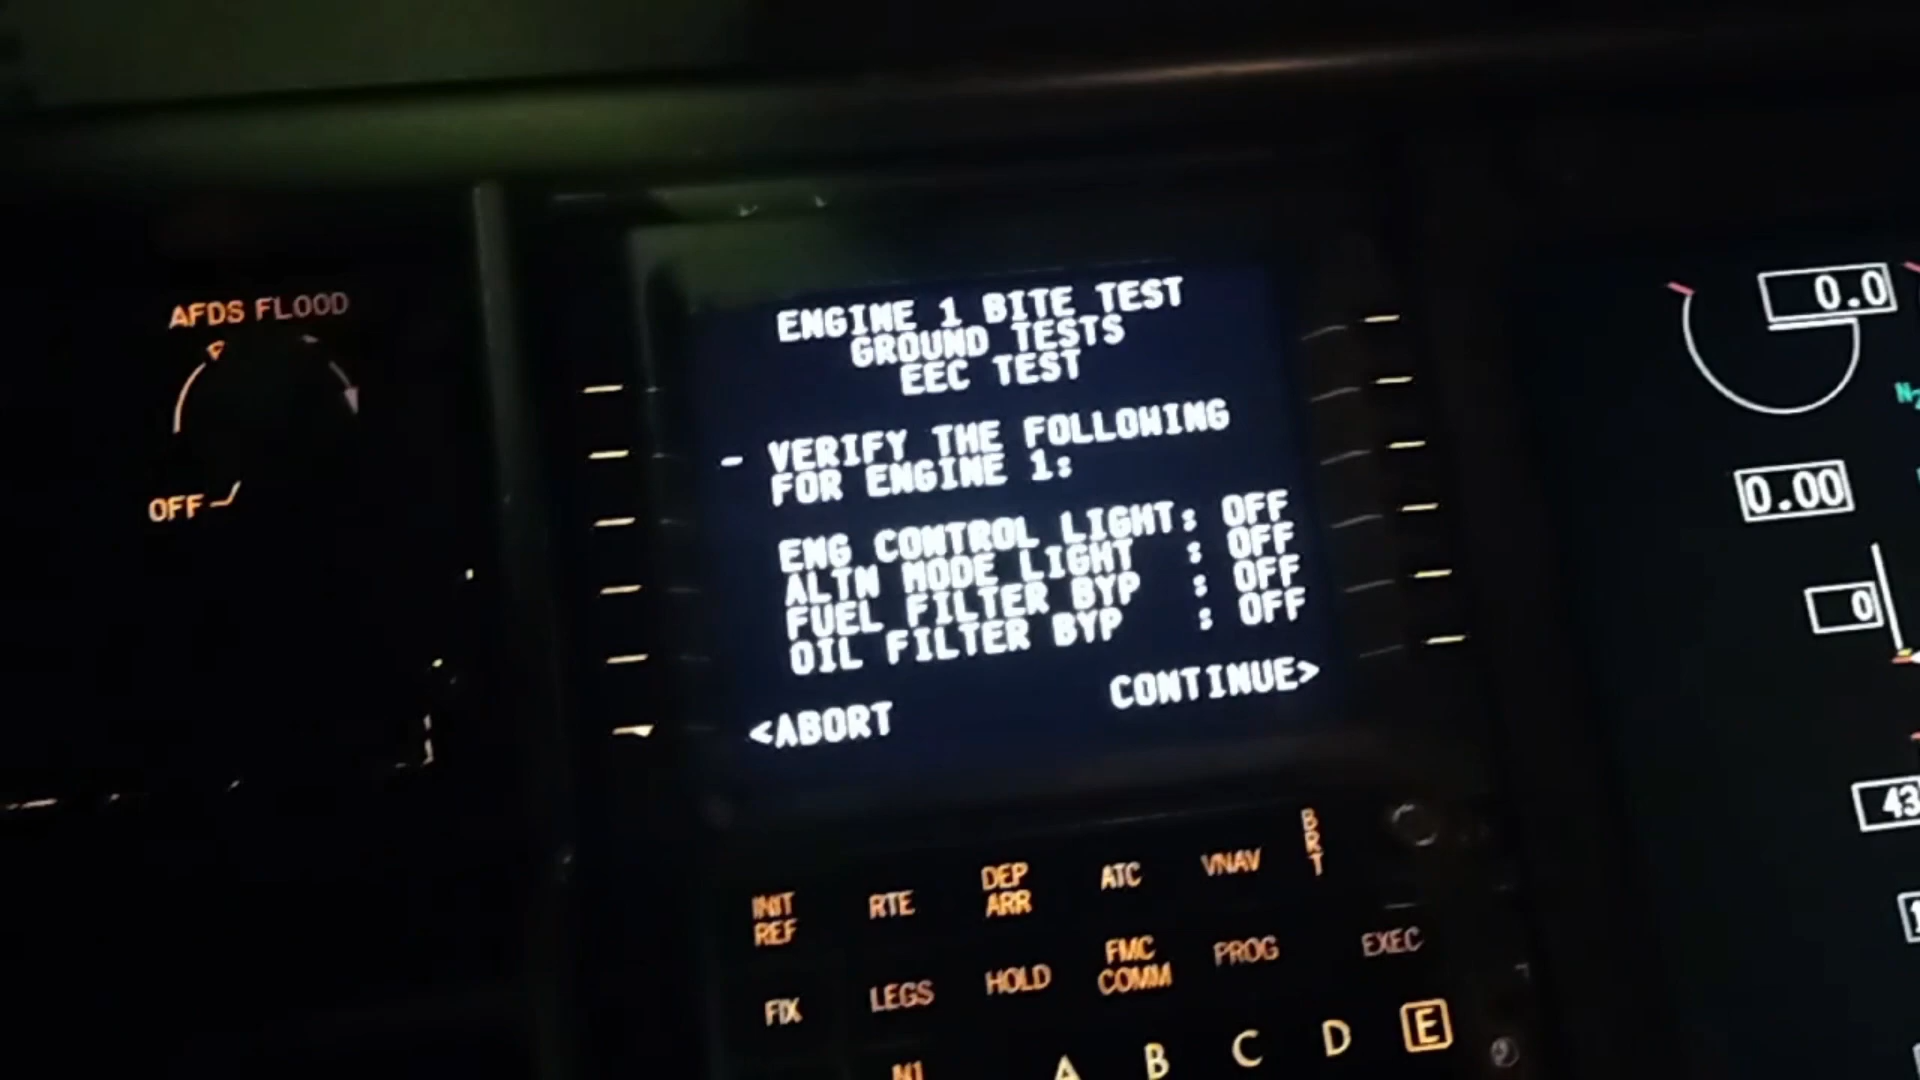 AFDS FLOOD
OFF
ENGINE 1 BITE TEST
GROUND TESTS
EEC TEST
- VERIFY THE FOLLOWING
FOR ENGINE 1:
ENG CONTROL LIGHT: OFF
ALTN MODE LIGHT : OFF
FUEL FILTER BYP : OFF
OIL FILTER BYP : OFF
CONTINUE>
<ABORT
0.0
N2
0.00
0
43
BRT
INIT REF
RTE
DEP ARR
ATC
VNAV
FIX
LEGS
HOLD
FMC COMM
PROG
EXEC
N1
A B C D E